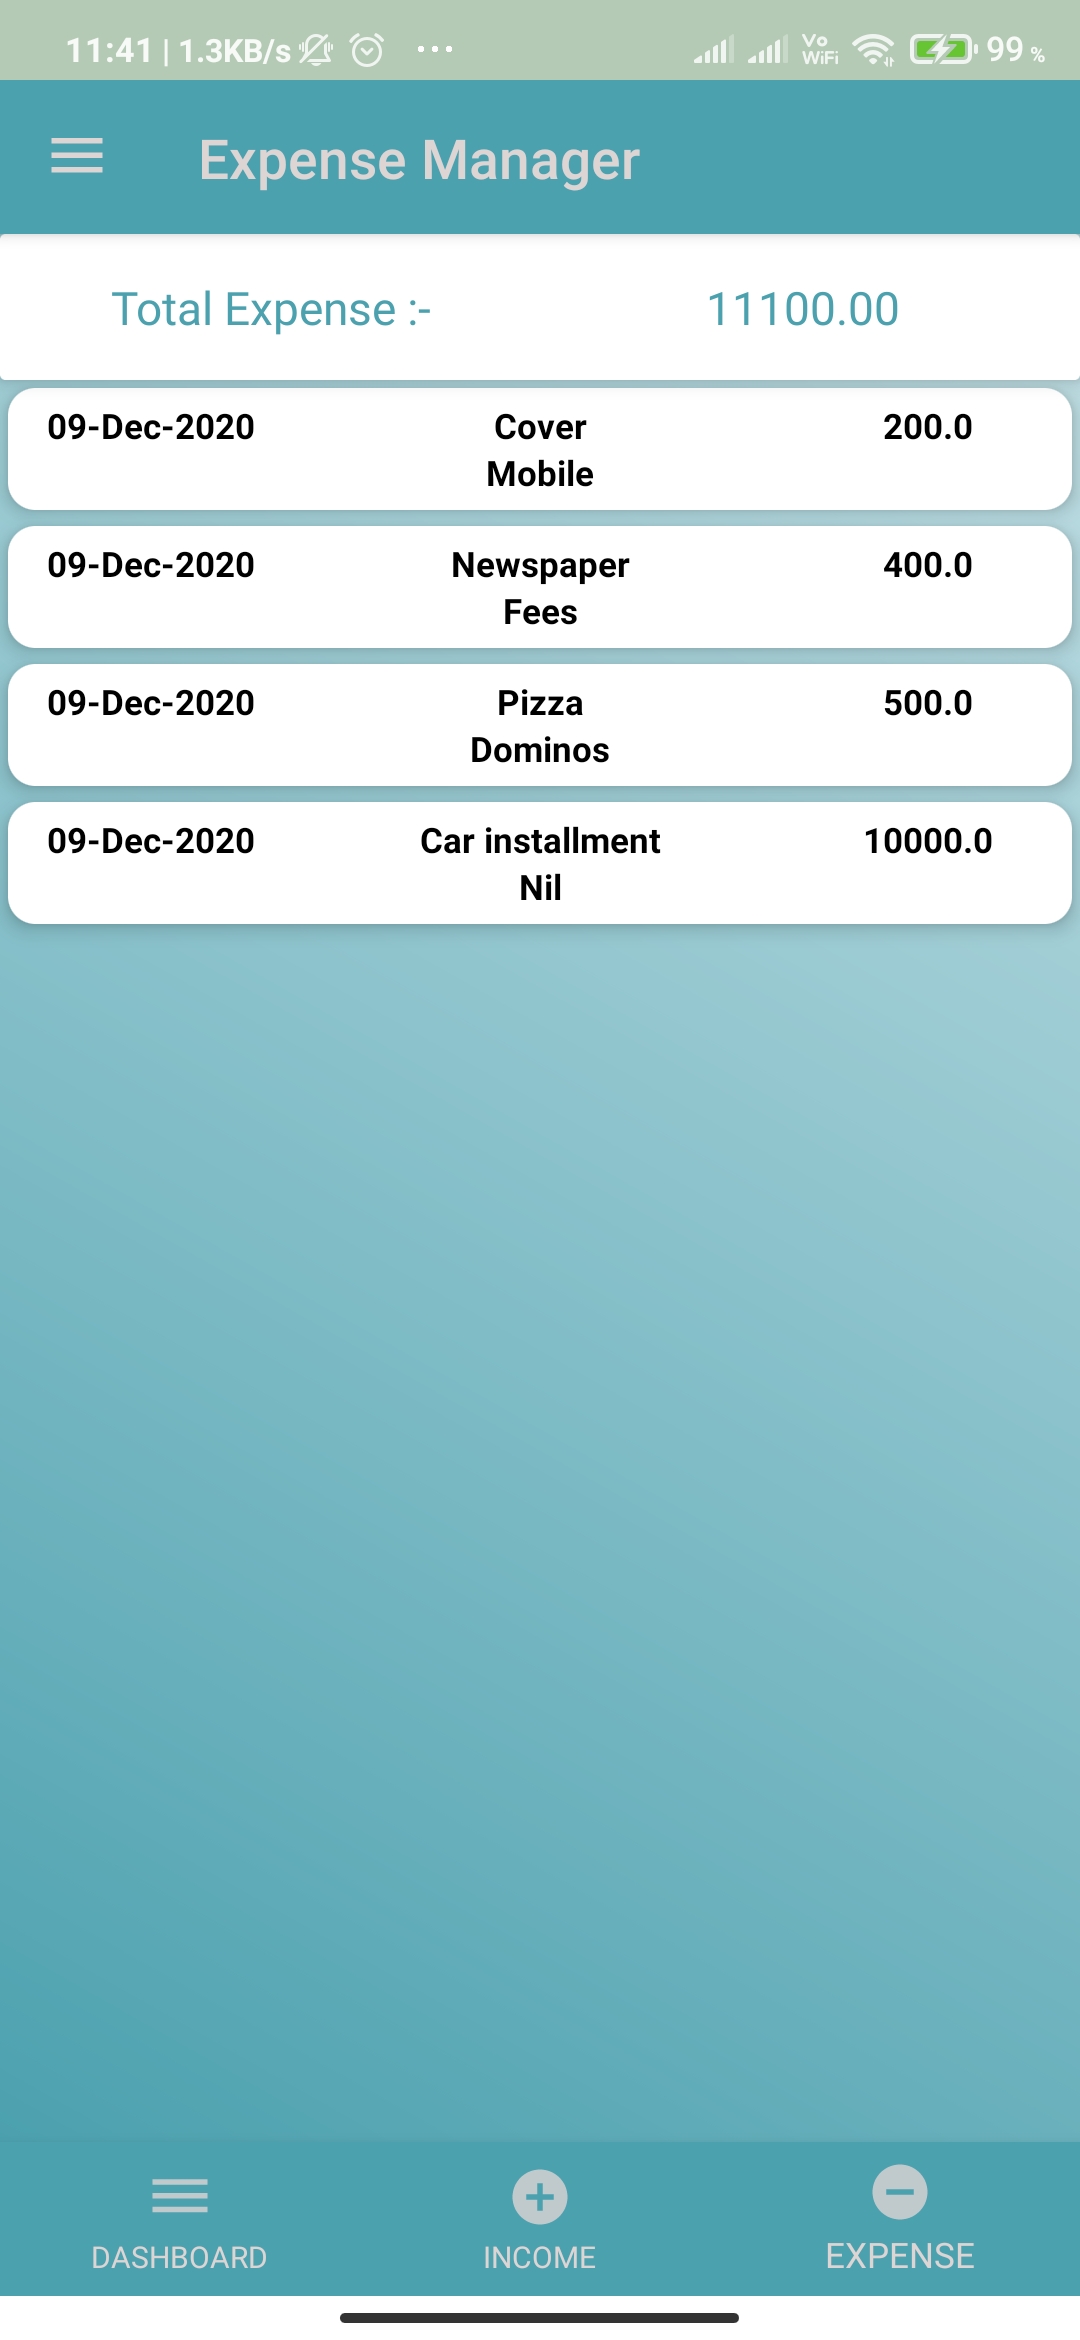 11:41 | 1.3KB/s ... Vo WiFi 99 %
Expense Manager
Total Expense :- 11100.00
09-Dec-2020 Cover 200.0
Mobile
09-Dec-2020 Newspaper 400.0
Fees
09-Dec-2020 Pizza 500.0
Dominos
09-Dec-2020 Car installment 10000.0
Nil
DASHBOARD INCOME EXPENSE